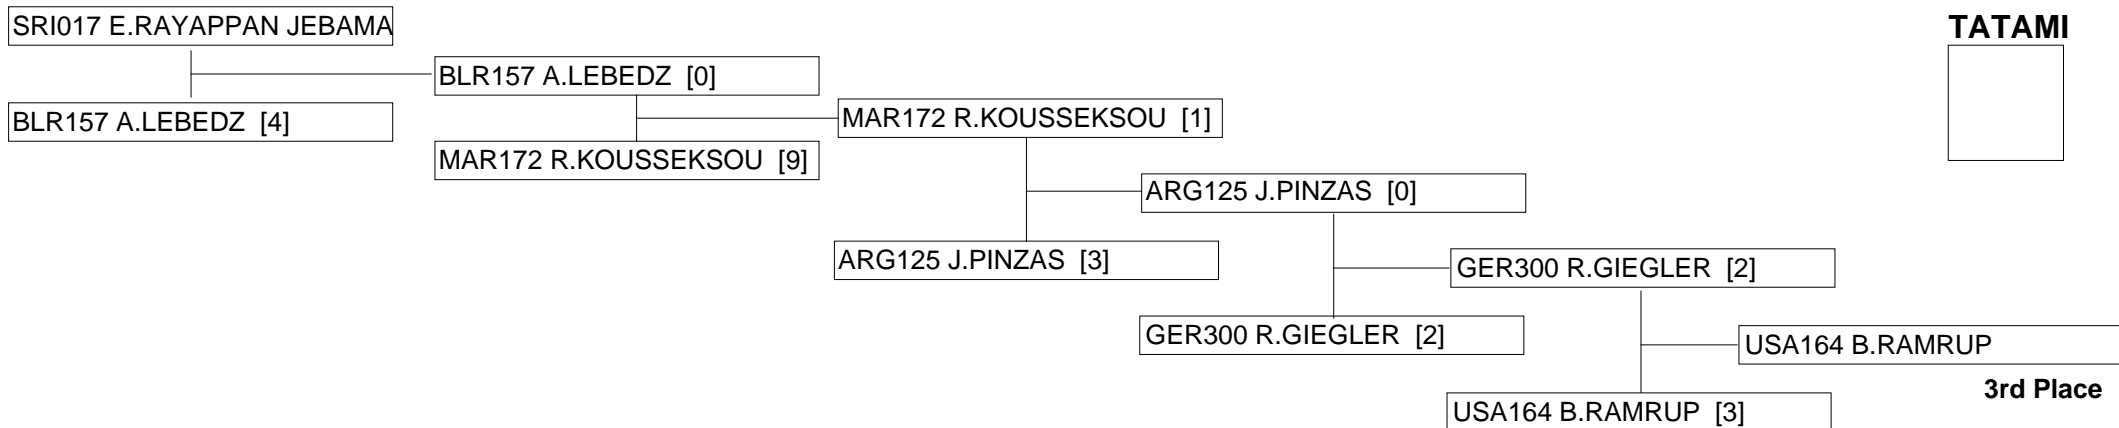 SRI017 E.RAYAPPAN JEBAMA
TATAMI
BLR157 A.LEBEDZ [0]
BLR157 A.LEBEDZ [4]
MAR172 R.KOUSSEKSOU [1]
MAR172 R.KOUSSEKSOU [9]
ARG125 J.PINZAS [0]
ARG125 J.PINZAS [3]
GER300 R.GIEGLER [2]
GER300 R.GIEGLER [2]
USA164 B.RAMRUP
3rd Place
USA164 B.RAMRUP [3]